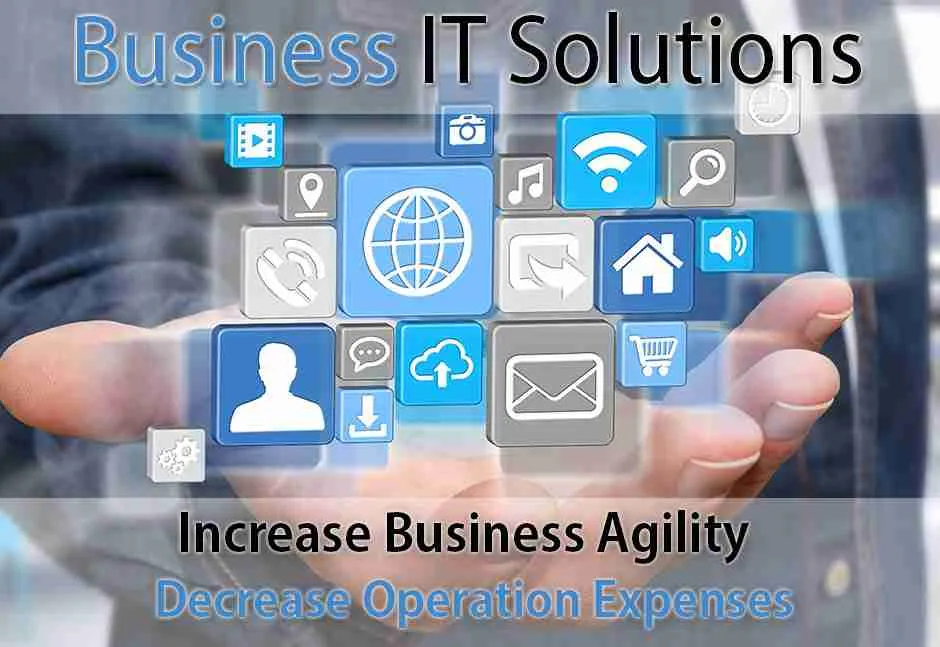 Business IT Solutions
Increase Business Agility
Decrease Operation Expenses